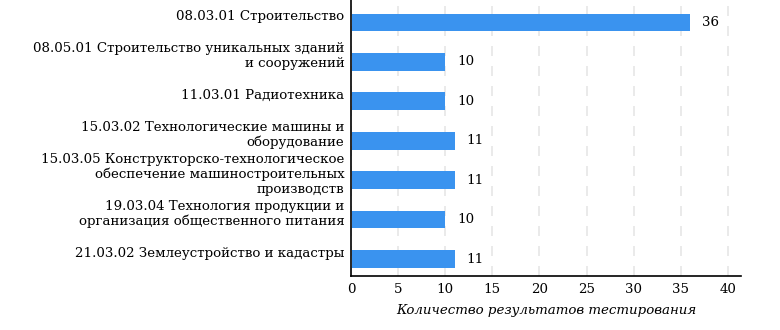 08.03.01 Строительство
36
08.05.01 Строительство уникальных зданий
и сооружений
10
11.03.01 Радиотехника
10
15.03.02 Технологические машины и
оборудование
11
15.03.05 Конструкторско-технологическое
обеспечение машиностроительных
производств
11
19.03.04 Технология продукции и
организация общественного питания
10
21.03.02 Землеустройство и кадастры
11
0 5 10 15 20 25 30 35 40
Количество результатов тестирования